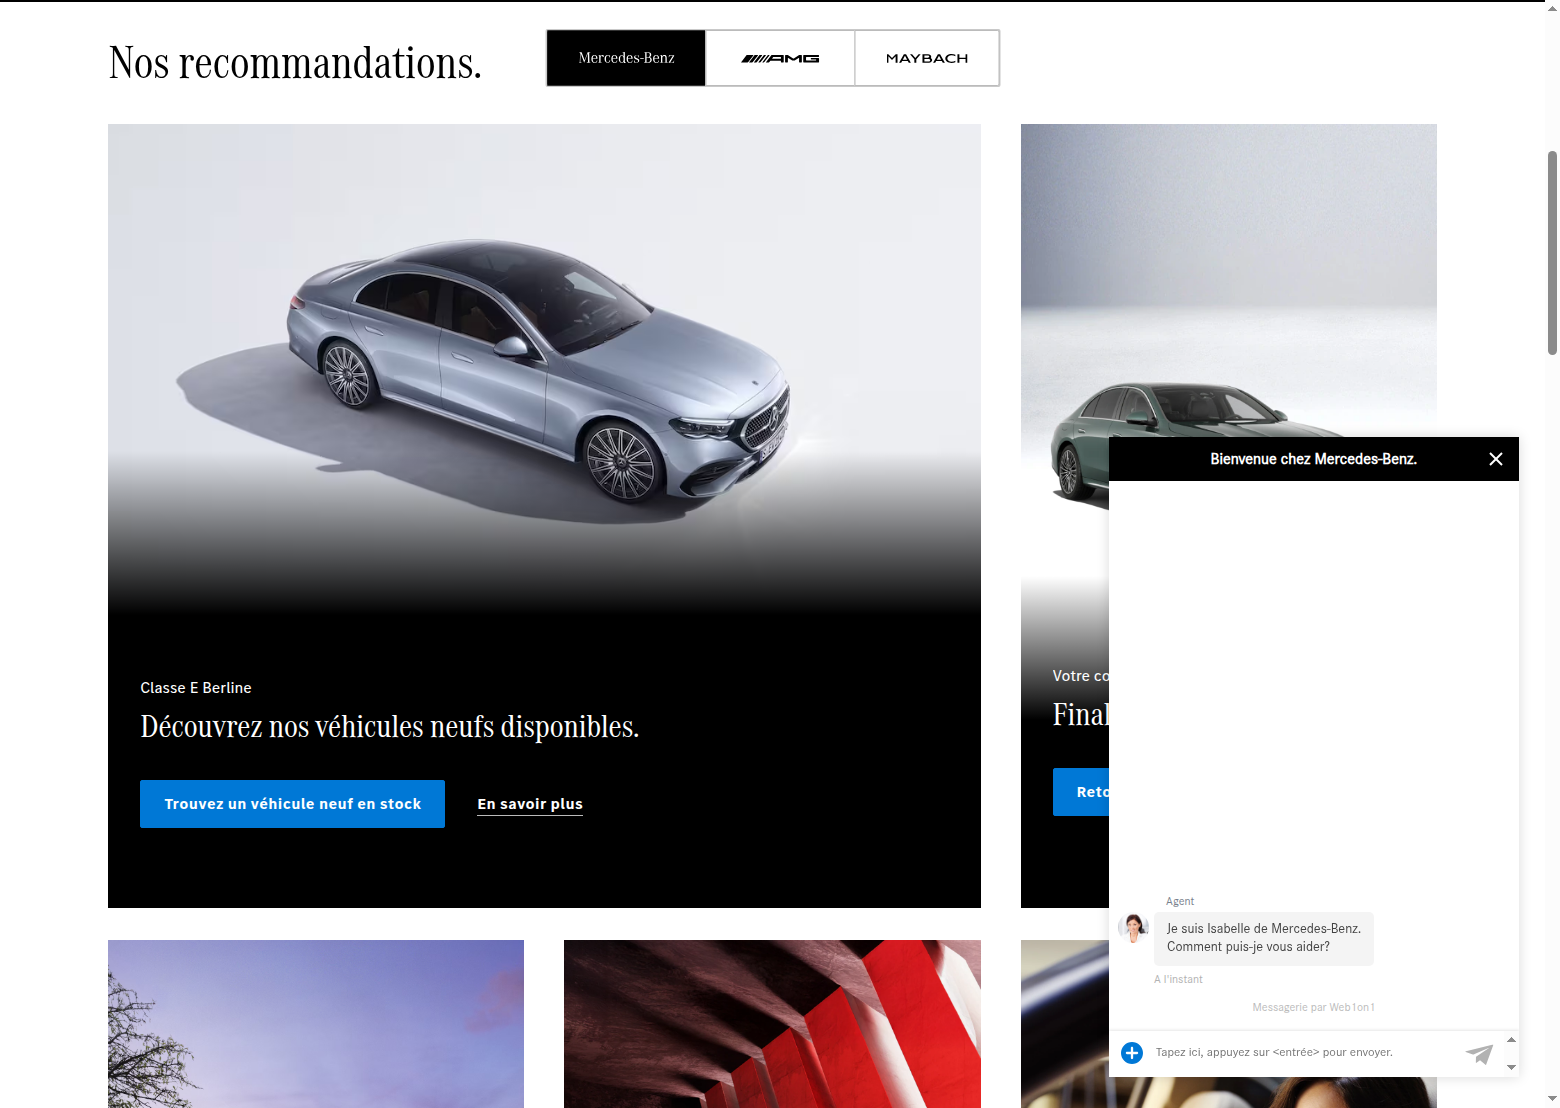 Nos recommandations.
Mercedes-Benz
AMG
MAYBACH
Classe E Berline
Découvrez nos véhicules neufs disponibles.
Trouvez un véhicule neuf en stock
En savoir plus
Votre co
Final
Reto
Bienvenue chez Mercedes-Benz.
Agent
Je suis Isabelle de Mercedes-Benz.
Comment puis-je vous aider?
A l'instant
Messagerie par Web1on1
Tapez ici, appuyez sur <entrée> pour envoyer.